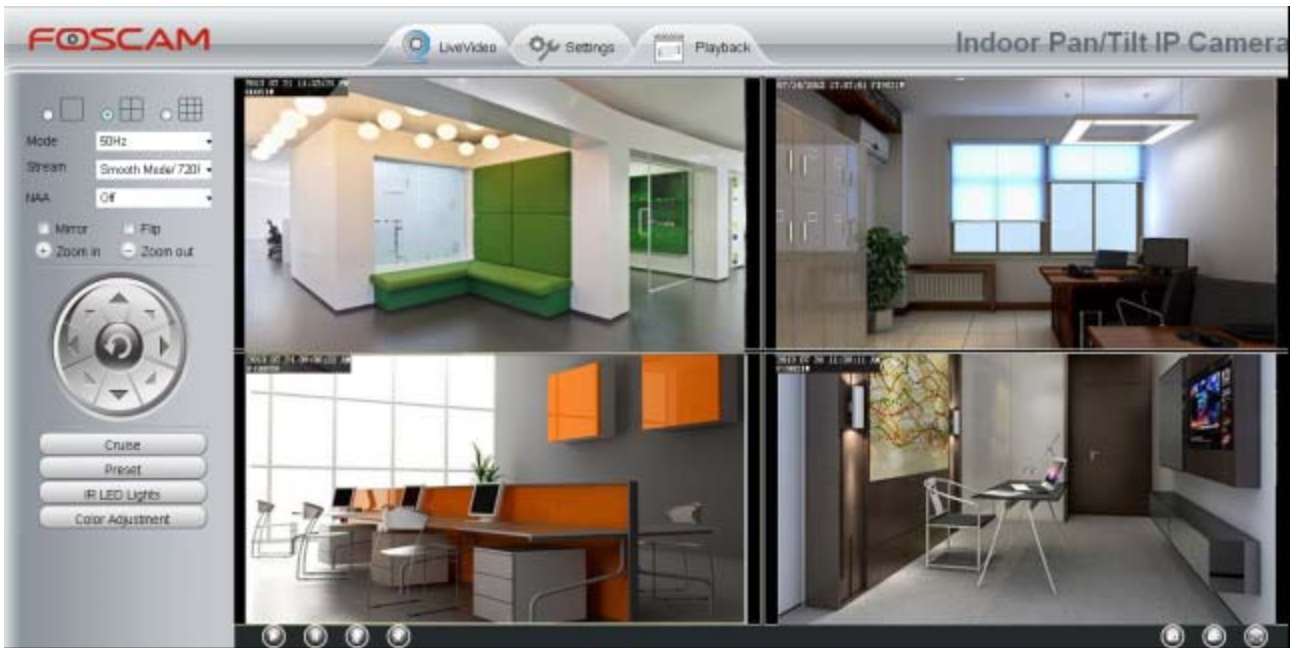 FOSCAM
LiveVideo
Settings
Playback
Indoor Pan/Tilt IP Camera
Mode
50Hz
Stream
Smooth Mode/ 720
NAA
Off
Mirror
Flip
+ Zoom in
− Zoom out
Cruise
Preset
IR LED Lights
Color Adjustment